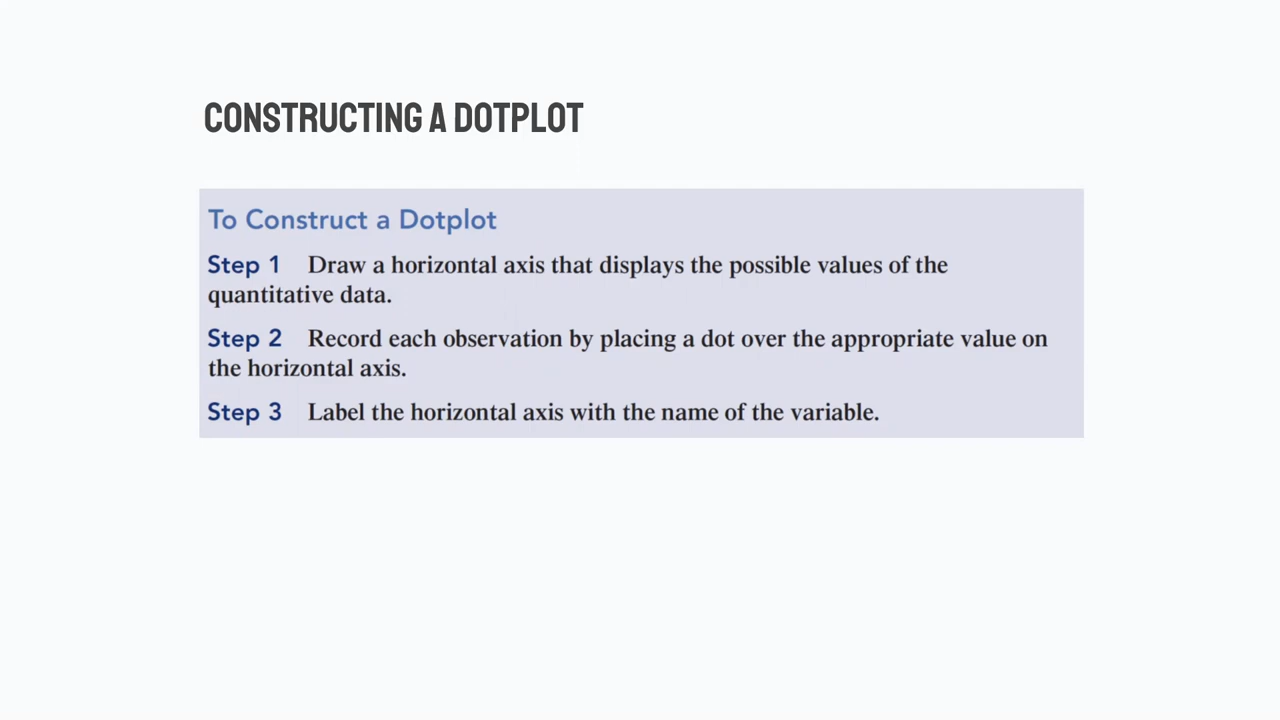 CONSTRUCTING A DOTPLOT
To Construct a Dotplot
Step 1 Draw a horizontal axis that displays the possible values of the
quantitative data.
Step 2 Record each observation by placing a dot over the appropriate value on
the horizontal axis.
Step 3 Label the horizontal axis with the name of the variable.